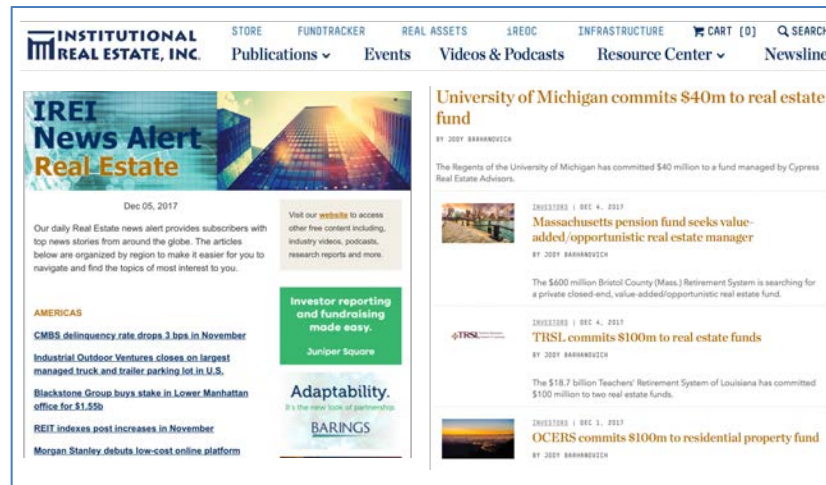 INSTITUTIONAL
REAL ESTATE, INC.
STORE FUNDTRACKER REAL ASSETS iREOC INFRASTRUCTURE CART [0] SEARCH
Publications Events Videos & Podcasts Resource Center Newsline
IREI
News Alert
Real Estate
Dec 05, 2017
Our daily Real Estate news alert provides subscribers with
top news stories from around the globe. The articles
below are organized by region to make it easier for you to
navigate and find the topics of most interest to you.
AMERICAS
CMBS delinquency rate drops 3 bps in November
Industrial Outdoor Ventures closes on largest
managed truck and trailer parking lot in U.S.
Blackstone Group buys stake in Lower Manhattan
office for $1.55b
REIT indexes post increases in November
Morgan Stanley debuts low-cost online platform
Visit our website to access
other free content including,
industry videos, podcasts,
research reports and more.
Investor reporting
and fundraising
made easy.
Juniper Square
Adaptability.
It's the new look of partnership
BARINGS
University of Michigan commits $40m to real estate
fund
BY JODY BARHANOVICH
The Regents of the University of Michigan has committed $40 million to a fund managed by Cypress
Real Estate Advisors.
INVESTORS | DEC 4, 2017
Massachusetts pension fund seeks value-
added/opportunistic real estate manager
BY JODY BARHANOVICH
The $600 million Bristol County (Mass.) Retirement System is searching for
a private closed-end, value-added/opportunistic real estate fund.
TRSL
INVESTORS | DEC 4, 2017
TRSL commits $100m to real estate funds
BY JODY BARHANOVICH
The $18.7 billion Teachers' Retirement System of Louisiana has committed
$100 million to two real estate funds.
INVESTORS | DEC 1, 2017
OCERS commits $100m to residential property fund
BY JODY BARHANOVICH